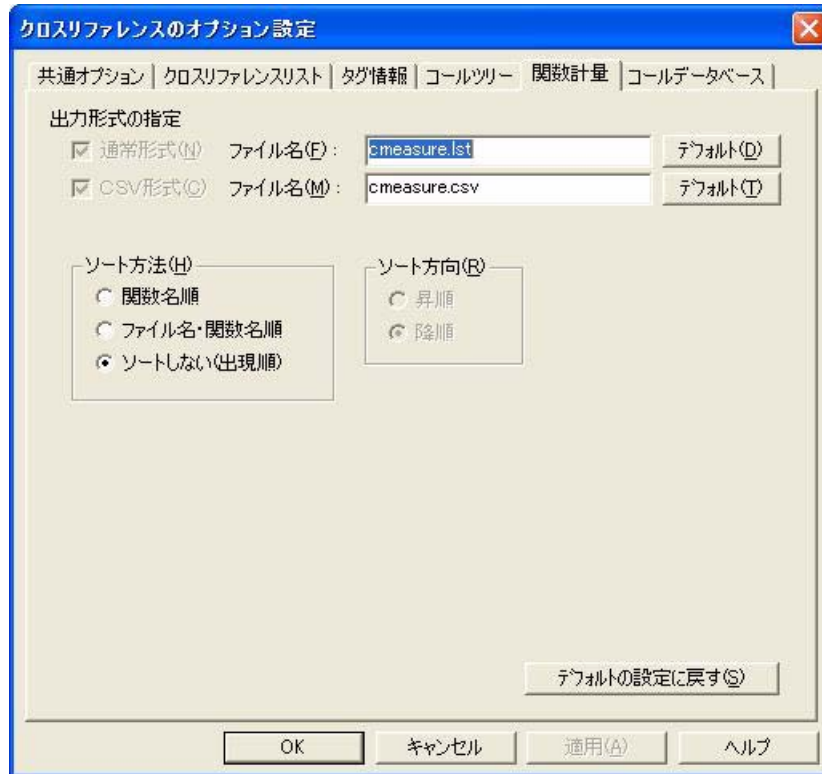 クロスリファレンスのオプション設定
共通オプション クロスリファレンスリスト タグ情報 コールツリー 関数計量 コールデータベース
出力形式の指定
通常形式(N) ファイル名(F): cmeasure.lst デフォルト(D)
CSV形式(C) ファイル名(M): cmeasure.csv デフォルト(T)
ソート方法(H)
関数名順
ファイル名・関数名順
ソートしない(出現順)
ソート方向(R)
昇順
降順
デフォルトの設定に戻す(S)
OK キャンセル 適用(A) ヘルプ